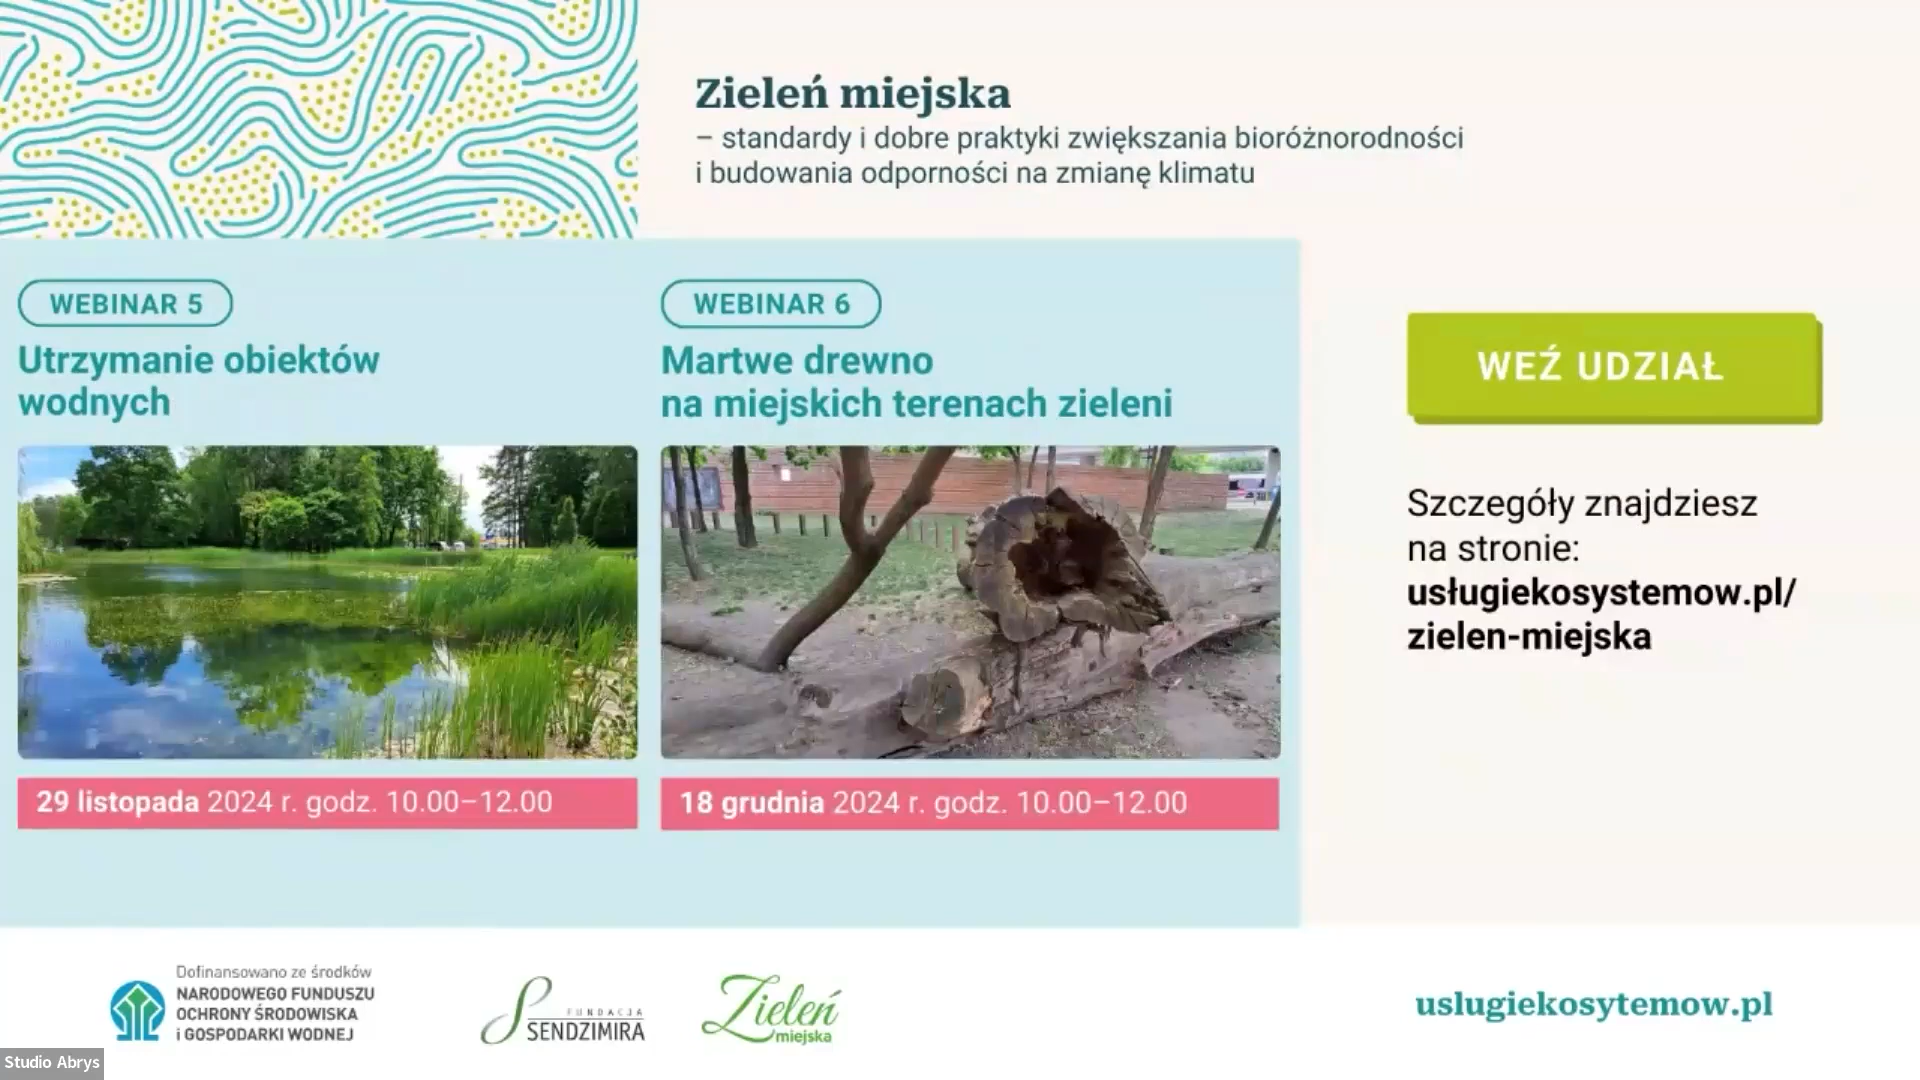 Zieleń miejska
– standardy i dobre praktyki zwiększania bioróżnorodności
i budowania odporności na zmianę klimatu
WEBINAR 5
Utrzymanie obiektów
wodnych
29 listopada 2024 r. godz. 10.00–12.00
WEBINAR 6
Martwe drewno
na miejskich terenach zieleni
18 grudnia 2024 r. godz. 10.00–12.00
WEŹ UDZIAŁ
Szczegóły znajdziesz
na stronie:
usługiekosystemow.pl/
zielen-miejska
Dofinansowano ze środków
NARODOWEGO FUNDUSZU
OCHRONY ŚRODOWISKA
i GOSPODARKI WODNEJ
FUNDACJA
SENDZIMIRA
Zieleń
miejska
uslugiekosytemow.pl
Studio Abrys